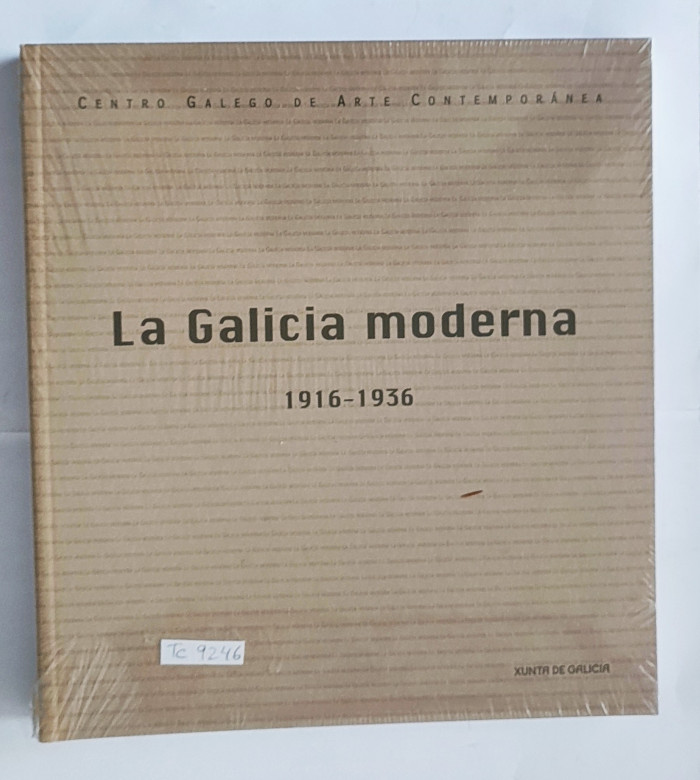 CENTRO GALEGO DE ARTE CONTEMPORÁNEA
La Galicia moderna
1916-1936
TC 9246
XUNTA DE GALICIA